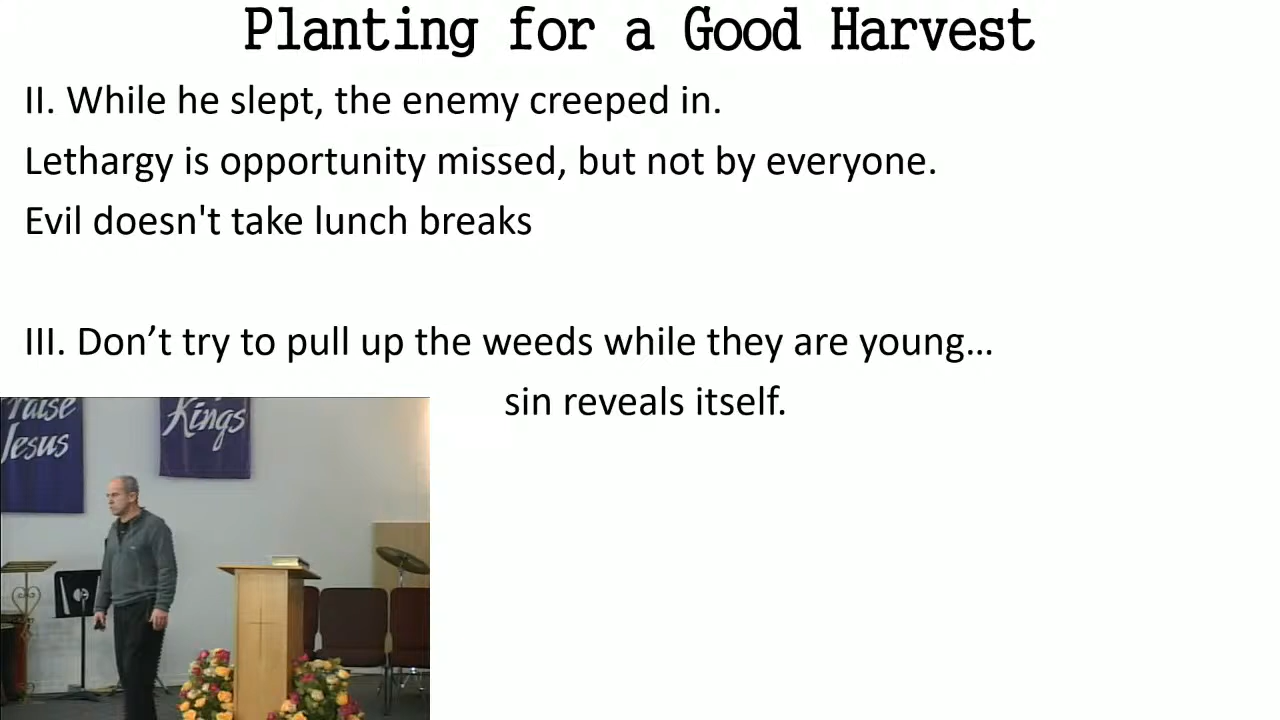 Planting for a Good Harvest
II. While he slept, the enemy creeped in.
Lethargy is opportunity missed, but not by everyone.
Evil doesn't take lunch breaks
III. Don’t try to pull up the weeds while they are young…
sin reveals itself.
raise
Jesus
Kings